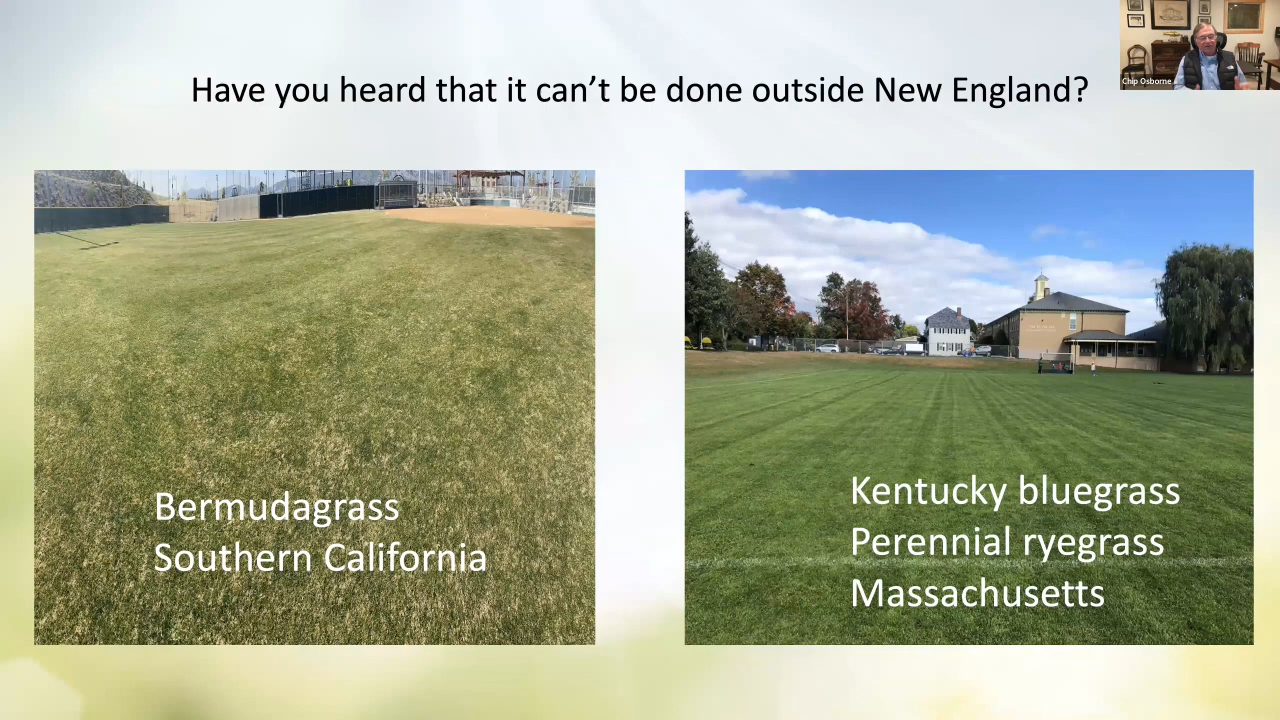 Have you heard that it can’t be done outside New England?
Chip Osborne
Bermudagrass
Southern California
Kentucky bluegrass
Perennial ryegrass
Massachusetts